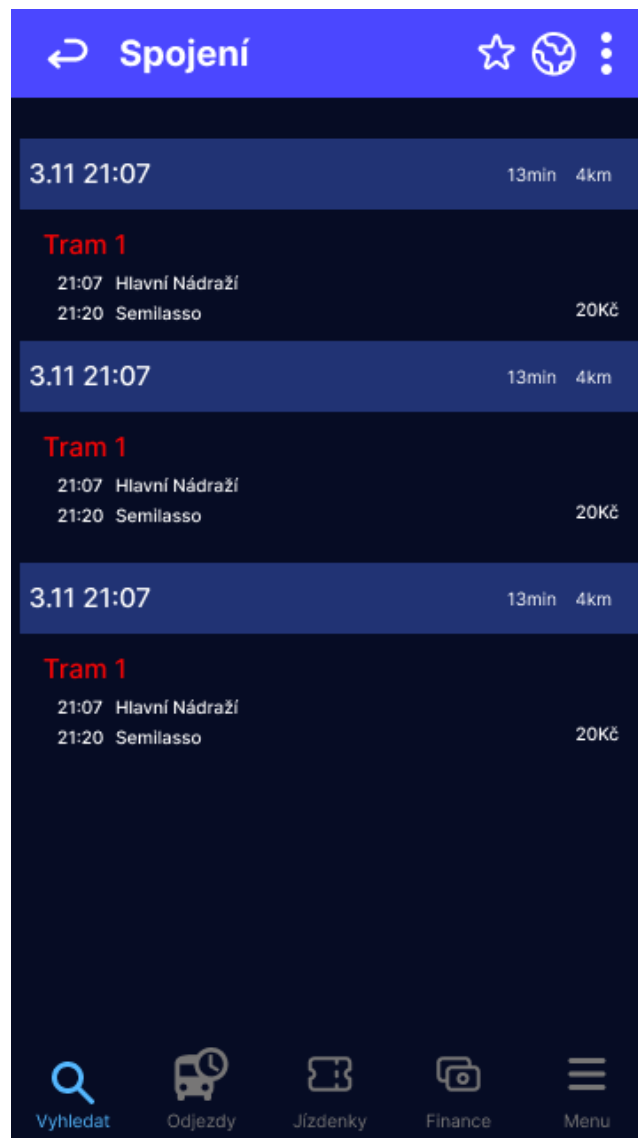 Spojení
3.11 21:07 13min 4km
Tram 1
21:07 Hlavní Nádraží
21:20 Semilasso 20Kč
3.11 21:07 13min 4km
Tram 1
21:07 Hlavní Nádraží
21:20 Semilasso 20Kč
3.11 21:07 13min 4km
Tram 1
21:07 Hlavní Nádraží
21:20 Semilasso 20Kč
Vyhledat Odjezdy Jízdenky Finance Menu